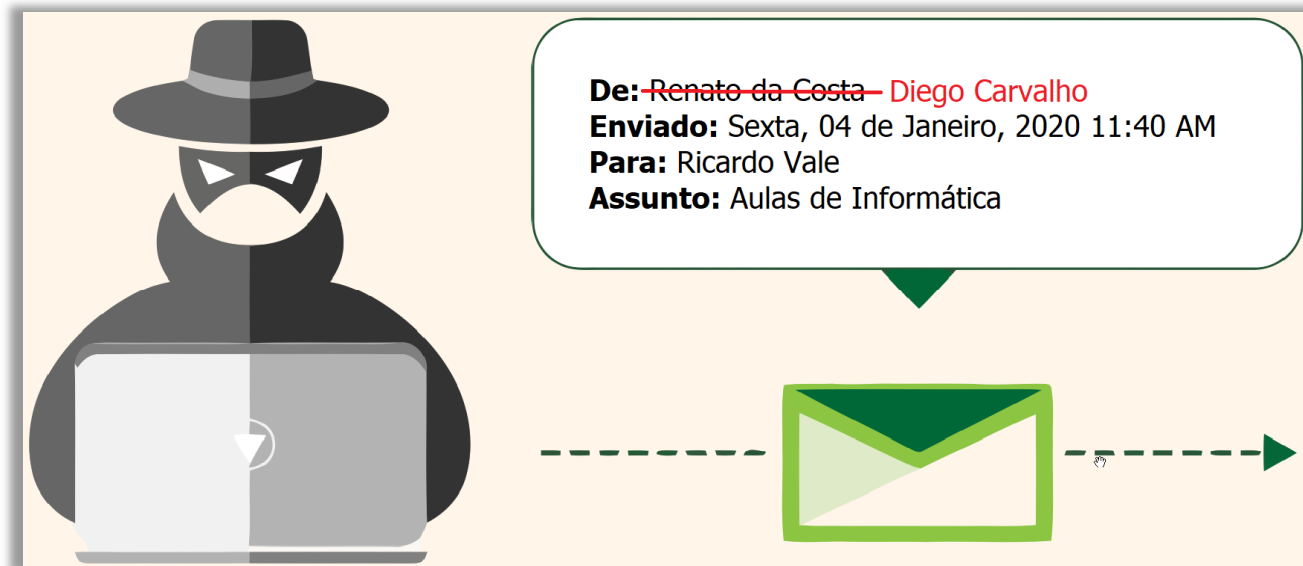 De: Renato da Costa Diego Carvalho
Enviado: Sexta, 04 de Janeiro, 2020 11:40 AM
Para: Ricardo Vale
Assunto: Aulas de Informática